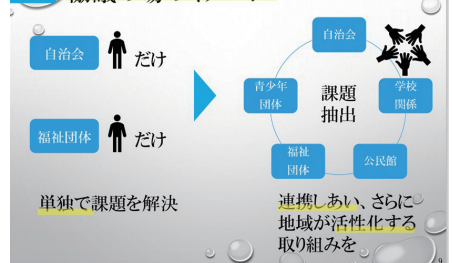 自治会
だけ
福祉団体
だけ
単独で課題を解決
自治会
青少年
団体
課題
抽出
学校
関係
福祉
団体
公民館
連携しあい、さらに
地域が活性化する
取り組みを
9